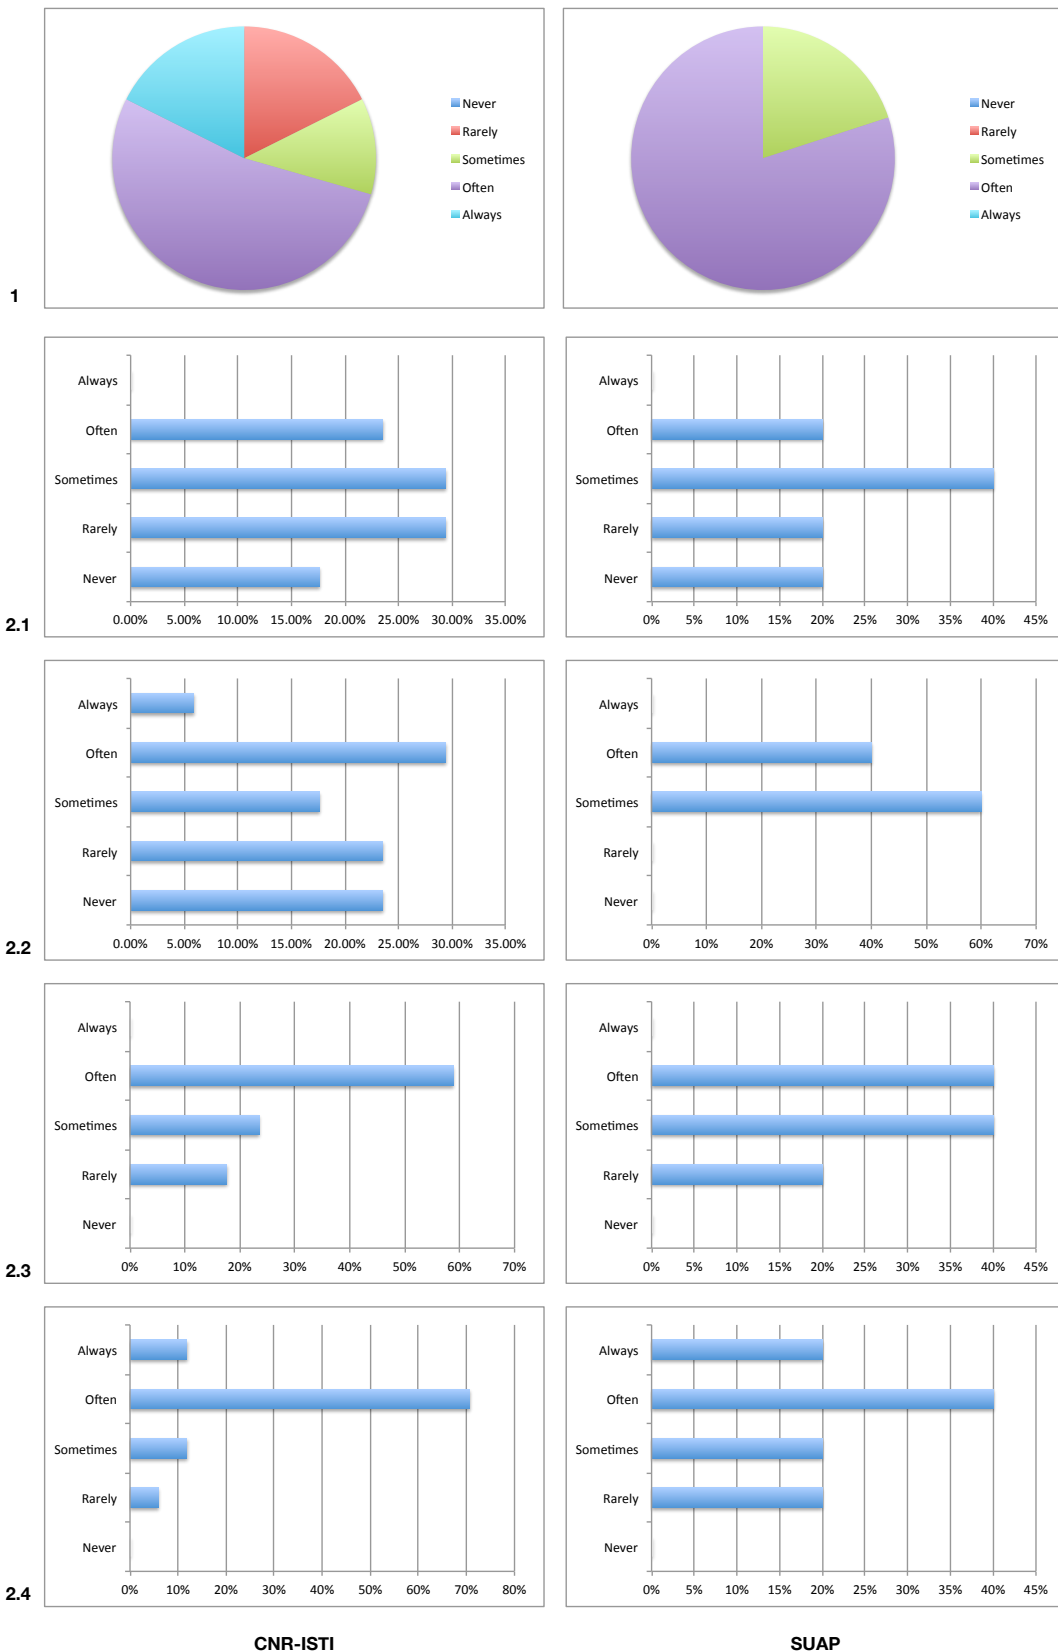 Never
Rarely
Sometimes
Often
Always
Never
Rarely
Sometimes
Often
Always
1
Always
Often
Sometimes
Rarely
Never
0.00% 5.00% 10.00% 15.00% 20.00% 25.00% 30.00% 35.00%
Always
Often
Sometimes
Rarely
Never
0% 5% 10% 15% 20% 25% 30% 35% 40% 45%
2.1
Always
Often
Sometimes
Rarely
Never
0.00% 5.00% 10.00% 15.00% 20.00% 25.00% 30.00% 35.00%
Always
Often
Sometimes
Rarely
Never
0% 10% 20% 30% 40% 50% 60% 70%
2.2
Always
Often
Sometimes
Rarely
Never
0% 10% 20% 30% 40% 50% 60% 70%
Always
Often
Sometimes
Rarely
Never
0% 5% 10% 15% 20% 25% 30% 35% 40% 45%
2.3
Always
Often
Sometimes
Rarely
Never
0% 10% 20% 30% 40% 50% 60% 70% 80%
Always
Often
Sometimes
Rarely
Never
0% 5% 10% 15% 20% 25% 30% 35% 40% 45%
2.4
CNR-ISTI
SUAP